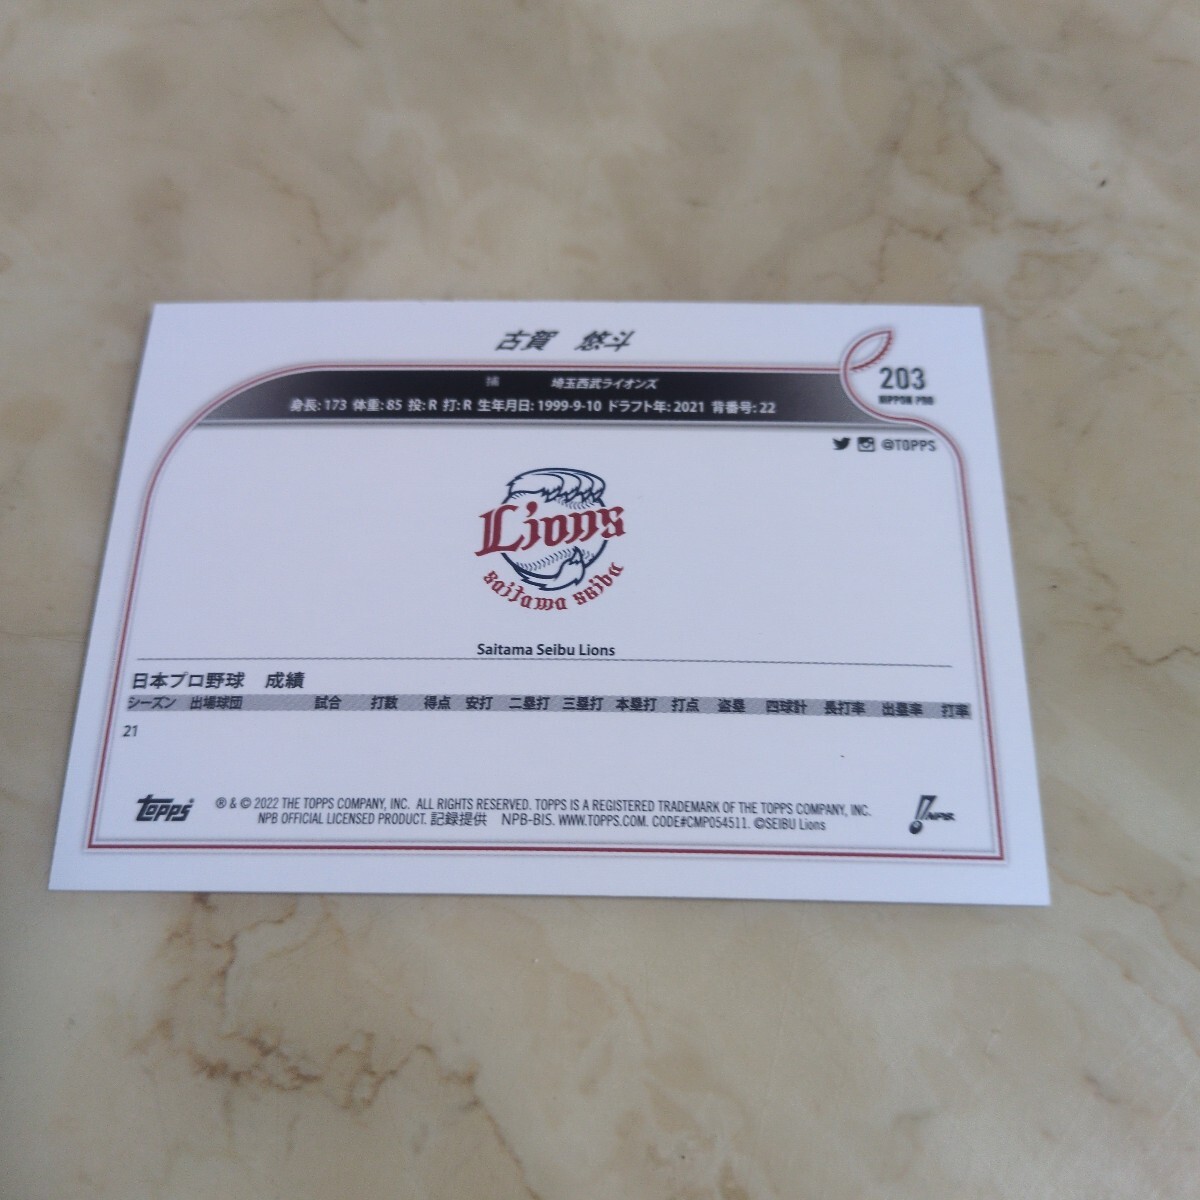 古賀 悠斗
203
NIPPON PRO
捕 埼玉西武ライオンズ
身長: 173 体重: 85 投: R 打: R 生年月日: 1999-9-10 ドラフト年: 2021 背番号: 22
@TOPPS
Lions
saitama seibu
Saitama Seibu Lions
日本プロ野球 成績
シーズン 出場球団 試合 打数 得点 安打 二塁打 三塁打 本塁打 打点 盗塁 四球計 長打率 出塁率 打率
21
topps
® & © 2022 THE TOPPS COMPANY, INC. ALL RIGHTS RESERVED. TOPPS IS A REGISTERED TRADEMARK OF THE TOPPS COMPANY, INC.
NPB OFFICIAL LICENSED PRODUCT. 記録提供 NPB-BIS. WWW.TOPPS.COM. CODE#CMP054511. ©SEIBU Lions
NPB.